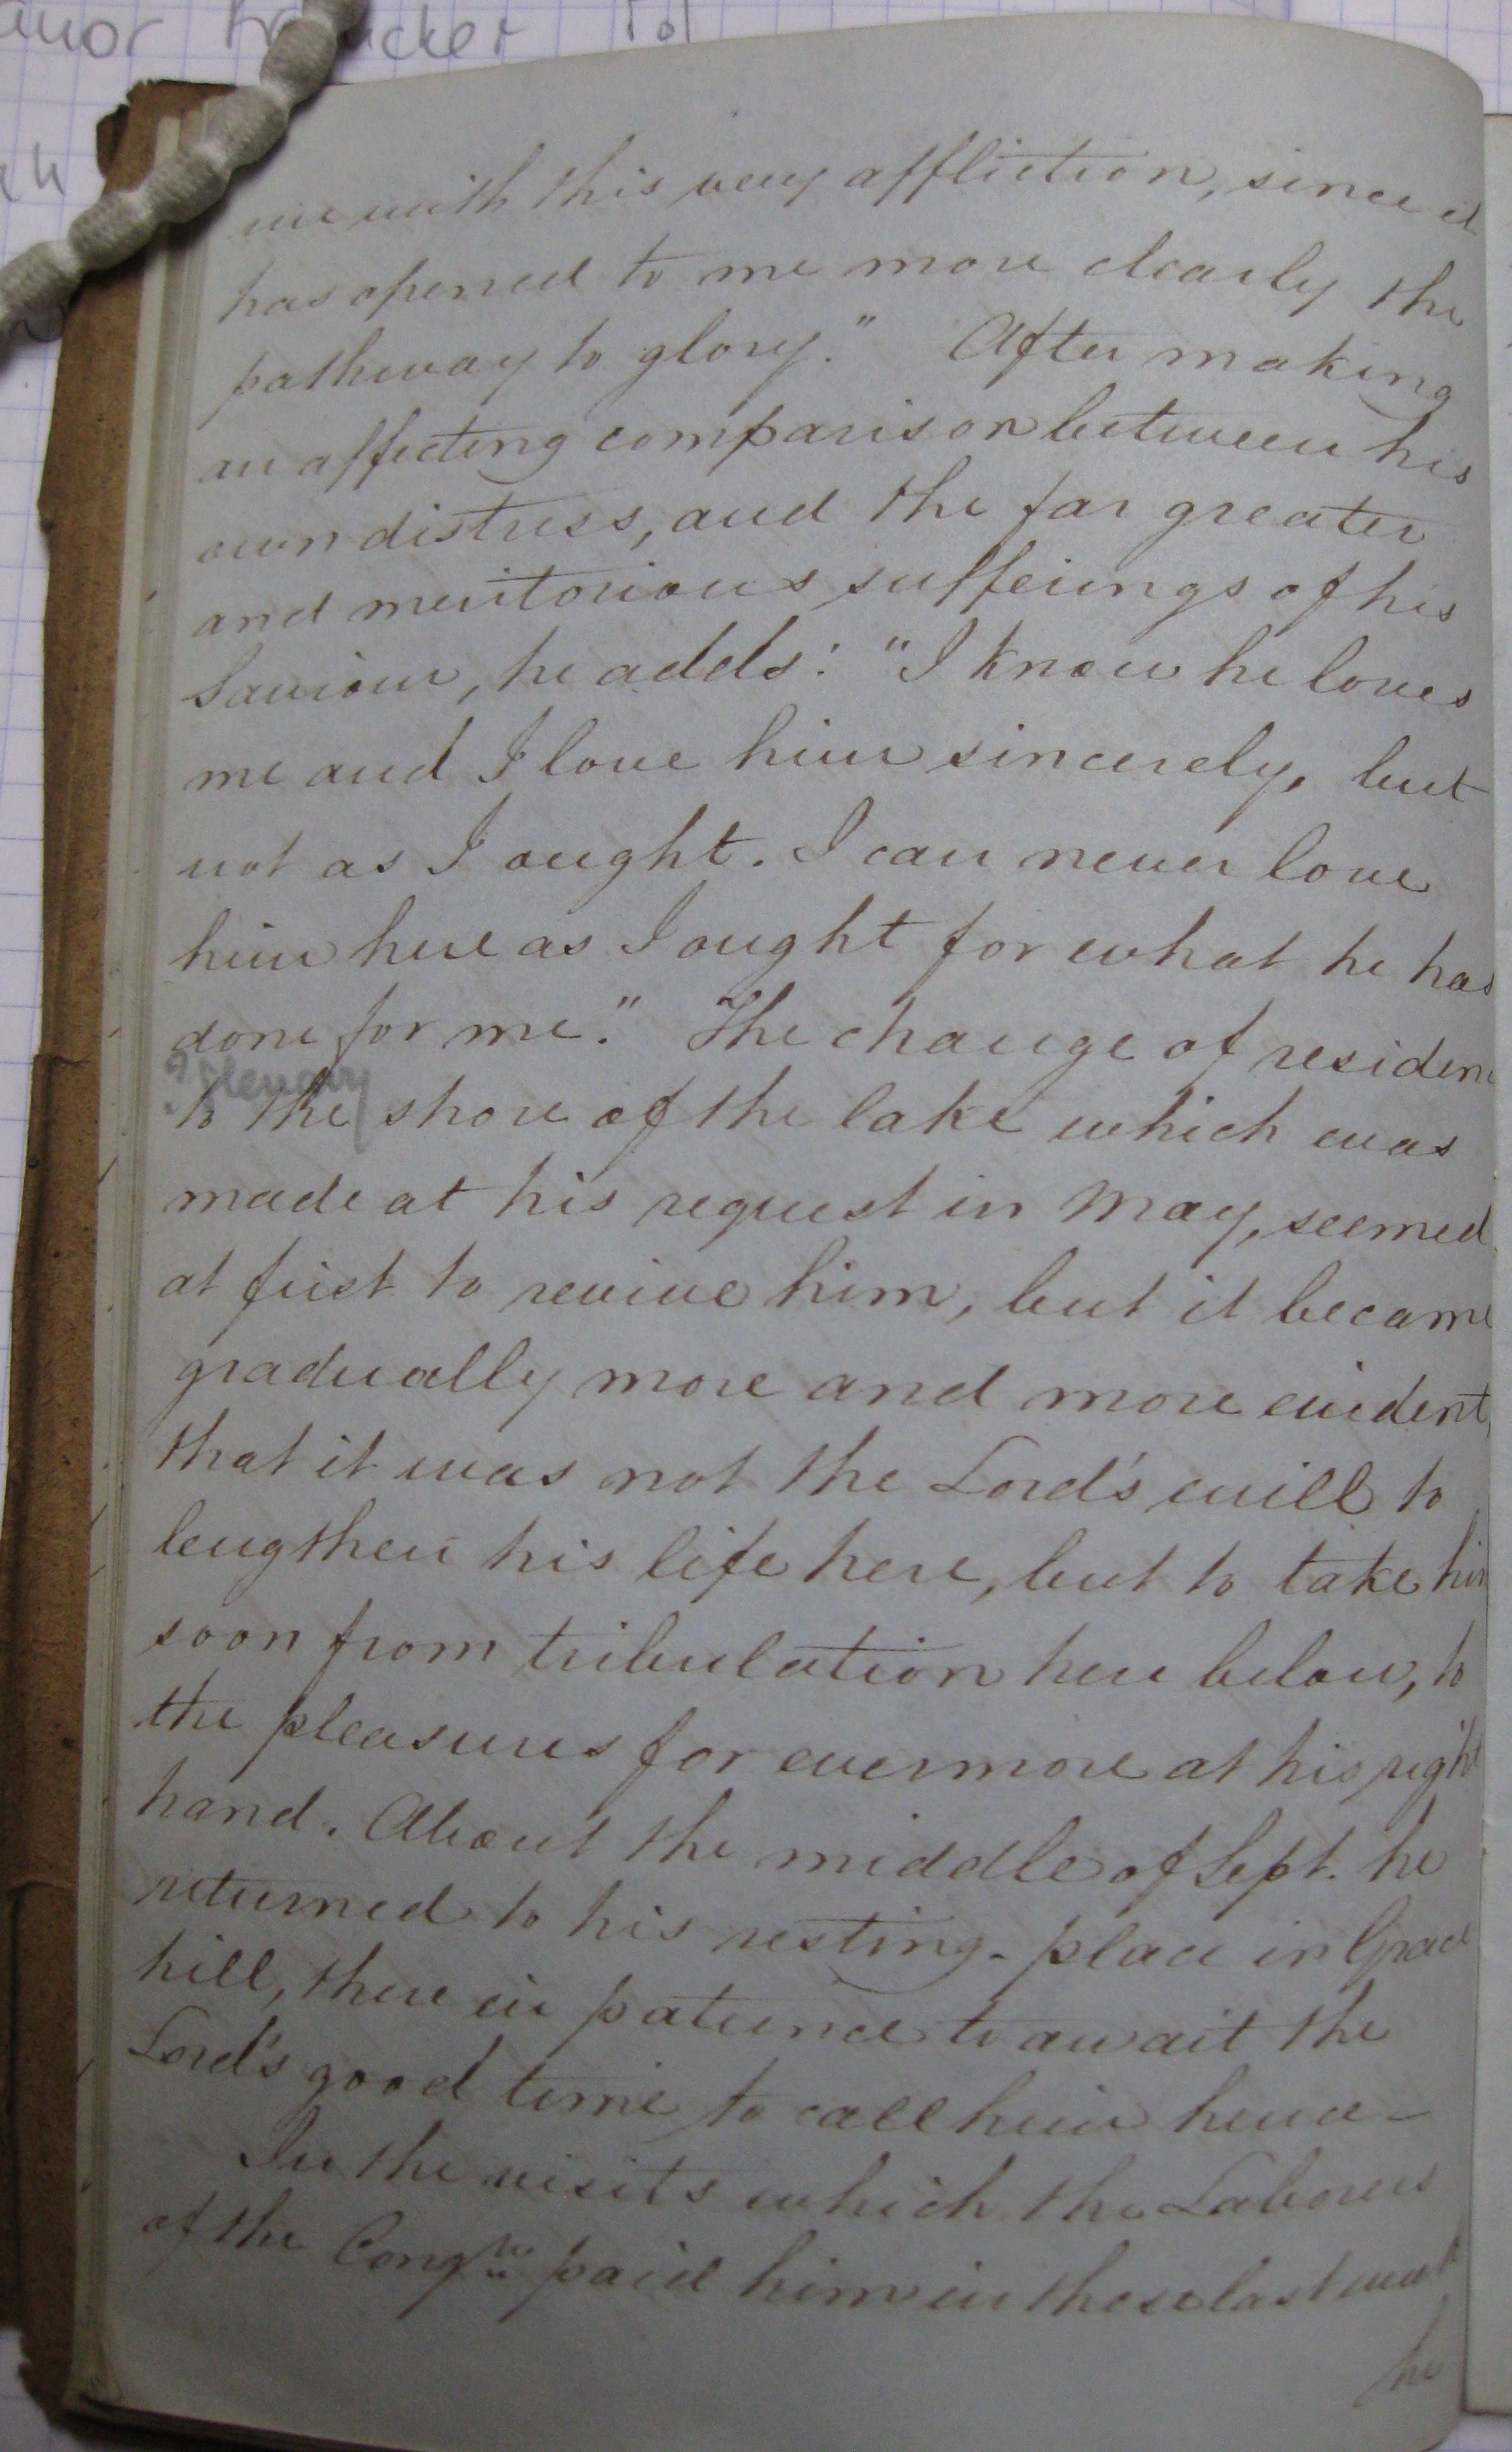 me with this very affliction, since it
has opened to me more clearly the
pathway to glory." After making
an affecting comparison between his
own distress, and the far greater
and meritorious sufferings of his
Saviour, he adds: "I know he loves
me and I love him sincerely, but
not as I ought. I can never love
him here as I ought for what he has
done for me." The change of residenc
to the shore of the lake which was
made at his request in May, seemed
at first to revive him, but it became
gradually more and more evident,
that it was not the Lord's will to
lengthen his life here, but to take him
soon from tribulation here below, to
the pleasures for evermore at his right
hand. About the middle of Sept. he
returned to his resting-place in Grace
hill, there in patience to await the
Lord's good time to call him hence -
In the visits which the Laborers
of the Congn paid him in these last
he